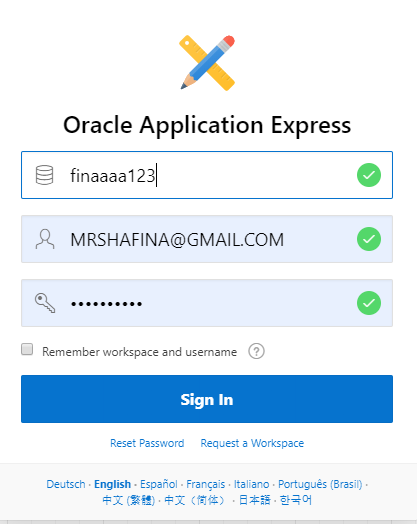 Oracle Application Express
finaaaa123
MRSHAFINA@GMAIL.COM
••••••••••
Remember workspace and username ?
Sign In
Reset Password Request a Workspace
Deutsch · English · Español · Français · Italiano · Português (Brasil) ·
中文 (繁體) · 中文（简体） · 日本語 · 한국어